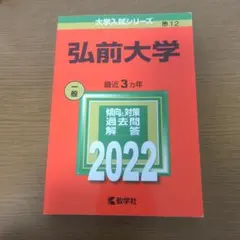 大学入試シリーズ
弘前大学
一般
最近3カ年
傾向と対策
過去問
解答
2022
教学社